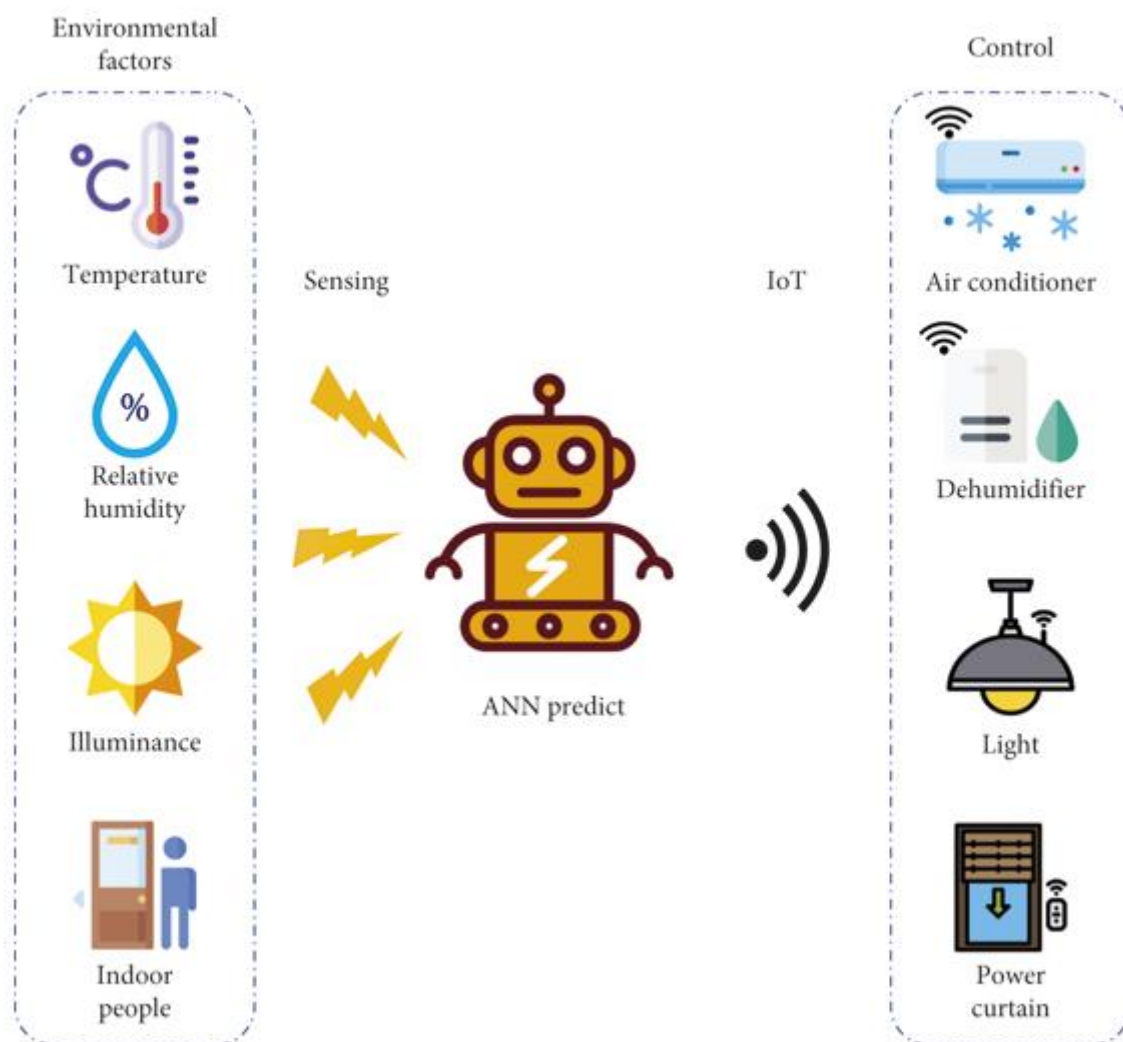 Environmental
factors
Control
°C
Temperature
Sensing
IoT
Air conditioner
%
Relative
humidity
Dehumidifier
Illuminance
ANN predict
Light
Indoor
people
Power
curtain